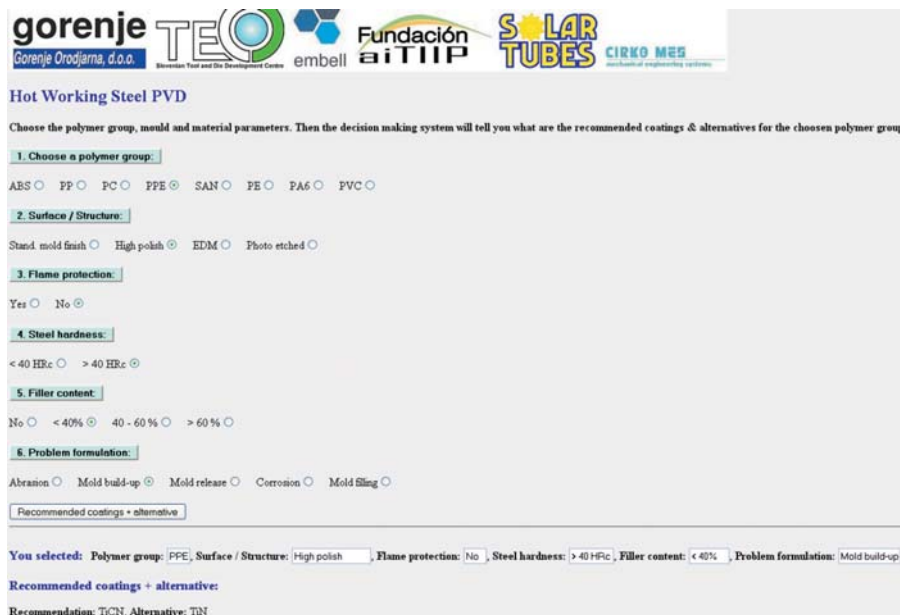 gorenje
Gorenje Orodjarna, d.o.o.
TECO
Slovenian Tool and Die Development Centre
embell
Fundación
aiTIIP
SOLAR
TUBES
CIRKO MES
mechanical engineering systems
Hot Working Steel PVD
Choose the polymer group, mould and material parameters. Then the decision making system will tell you what are the recommended coatings & alternatives for the choosen polymer grou
1. Choose a polymer group:
ABS PP PC PPE SAN PE PA6 PVC
2. Surface / Structure:
Stand. mold finish High polish EDM Photo etched
3. Flame protection:
Yes No
4. Steel hardness:
< 40 HRc > 40 HRc
5. Filler content:
No < 40% 40 - 60 % > 60 %
6. Problem formulation:
Abrasion Mold build-up Mold release Corrosion Mold filling
Recommended coatings + alternative
You selected: Polymer group: PPE, Surface / Structure: High polish , Flame protection: No , Steel hardness: > 40 HRc, Filler content: < 40% , Problem formulation: Mold build-up
Recommended coatings + alternative:
Recommendation: TiCN, Alternative: TiN